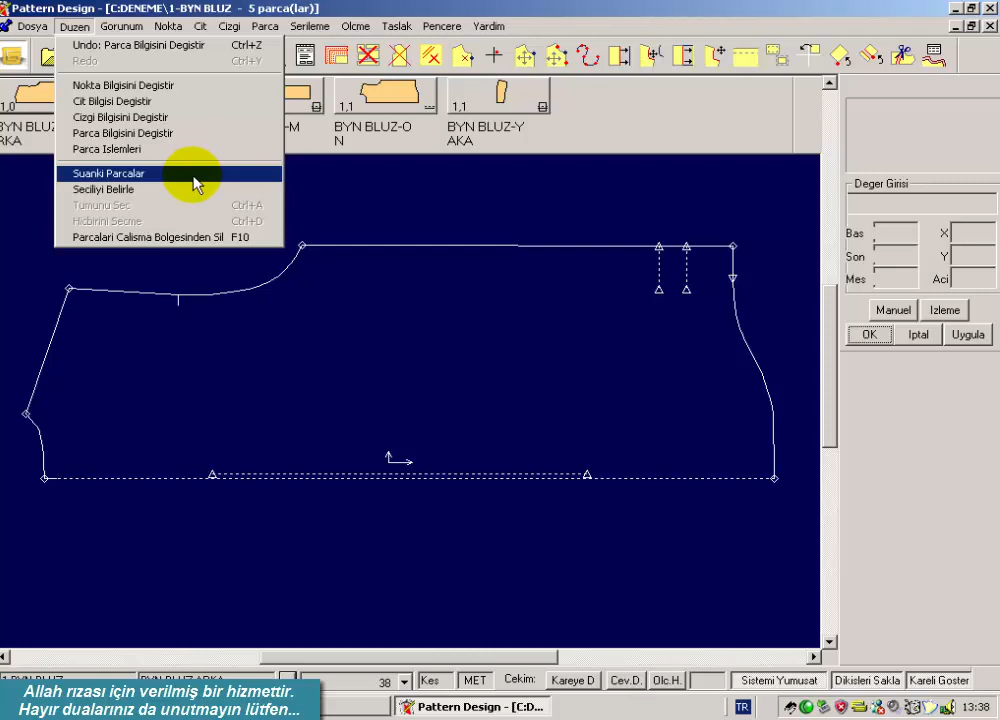 Pattern Design - [C:DENEME\1-BYN BLUZ - 5 parca(lar)]
Dosya Duzen Gorunum Nokta Cit Cizgi Parca Serileme Olcme Taslak Pencere Yardim
Undo: Parca Bilgisini Degistir Ctrl+Z
Redo Ctrl+Y
Nokta Bilgisini Degistir
Cit Bilgisi Degistir
Cizgi Bilgisini Degistir
Parca Bilgisini Degistir
Parca Islemleri
Suanki Parcalar
Seciliyi Belirle
Tumunu Sec Ctrl+A
Hicbirini Secme Ctrl+D
Parcalari Calisma Bolgesinden Sil F10
1,0
BYN BLUZ
ARKA
-M
1,1
BYN BLUZ-O
N
1,1
BYN BLUZ-Y
AKA
Deger Girisi
Bas X
Son Y
Mes Aci
Manuel Izleme
OK Iptal Uygula
38 Kes MET Cekim: Kareye D Cev.D. Olc.H. Sistemi Yumusat Dikisleri Sakla Kareli Goster
Allah rızası için verilmiş bir hizmettir.
Hayır dualarınız da unutmayın lütfen...
Pattern Design - [C:D...
TR
13:38